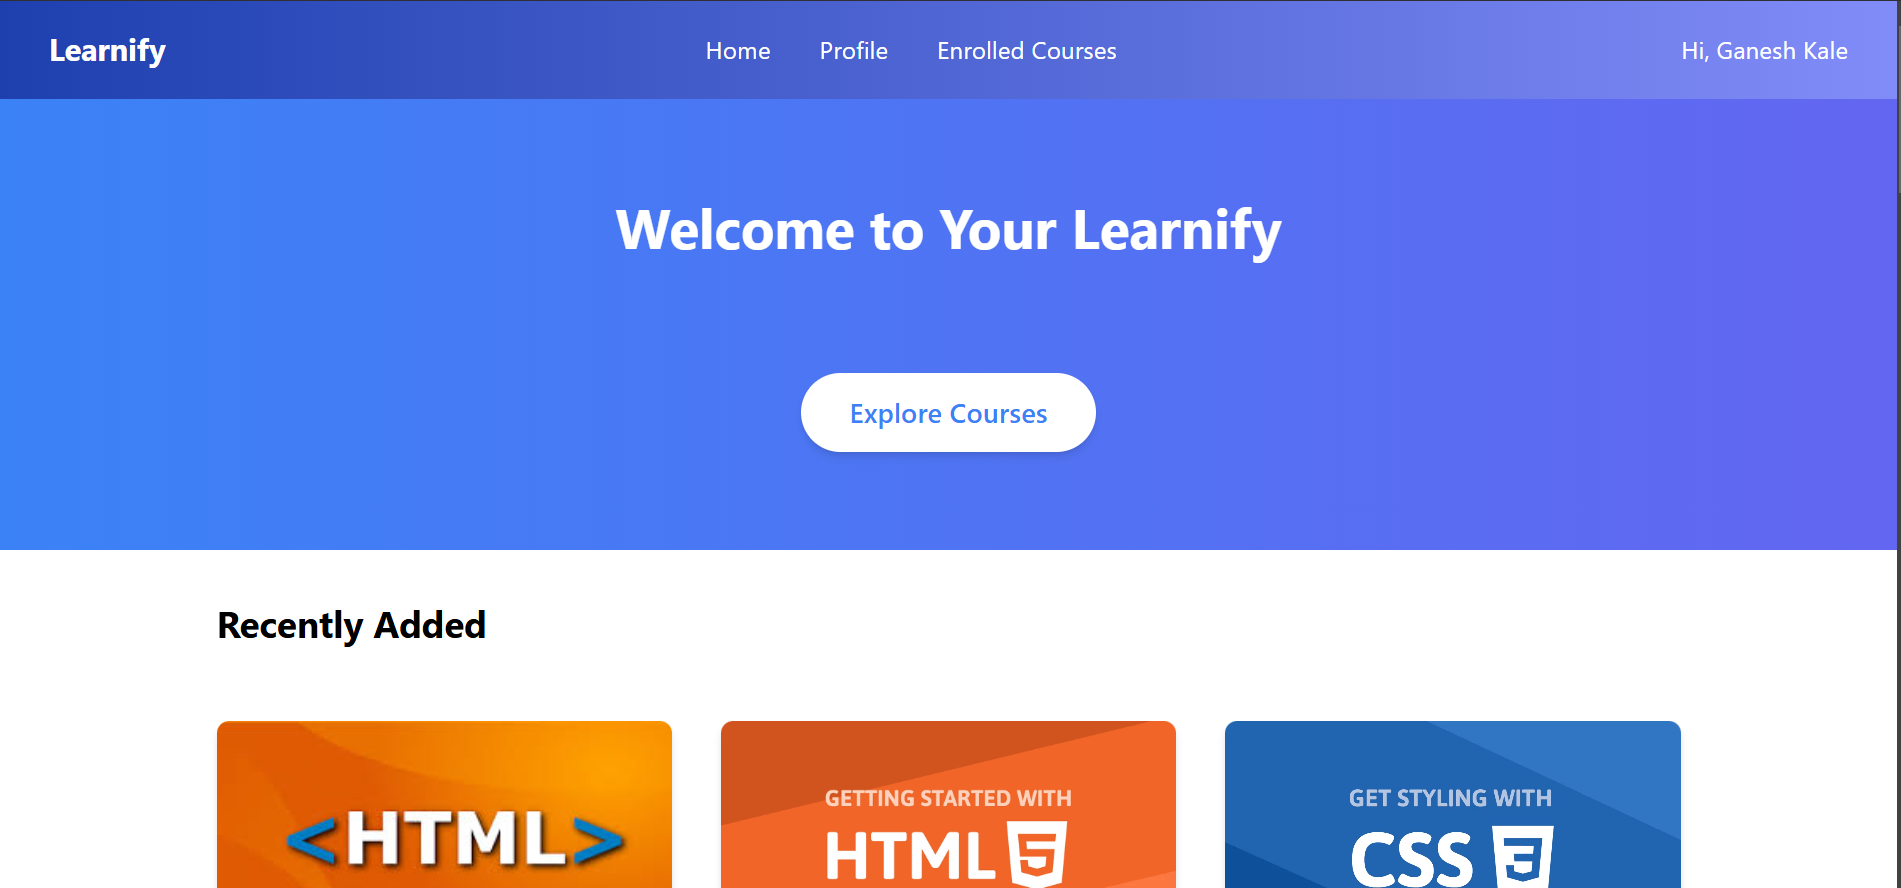 Learnify
Home Profile Enrolled Courses
Hi, Ganesh Kale
Welcome to Your Learnify
Explore Courses
Recently Added
<HTML>
GETTING STARTED WITH
HTML 5
GET STYLING WITH
CSS 3